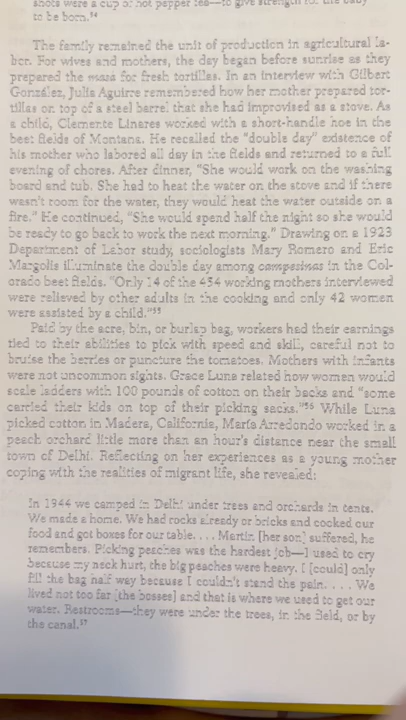 shots were a cup of hot pepper tea—to give strength for the baby
to be born."⁵⁴
The family remained the unit of production in agricultural la-
bor. For wives and mothers, the day began before sunrise as they
prepared the masa for fresh tortillas. In an interview with Gilbert
González, Julia Aguirre remembered how her mother prepared tor-
tillas on top of a steel barrel that she had improvised as a stove. As
a child, Clemente Linares worked with a short-handle hoe in the
beet fields of Montana. He recalled the "double day" existence of
his mother who labored all day in the fields and returned to a full
evening of chores. After dinner, "She would work on the washing
board and tub. She had to heat the water on the stove and if there
wasn't room for the water, they would heat the water outside on a
fire." He continued, "She would spend half the night so she would
be ready to go back to work the next morning." Drawing on a 1923
Department of Labor study, sociologists Mary Romero and Eric
Margolis illuminate the double day among campesinas in the Col-
orado beet fields. "Only 14 of the 454 working mothers interviewed
were relieved by other adults in the cooking and only 42 women
were assisted by a child."⁵⁵
Paid by the acre, bin, or burlap bag, workers had their earnings
tied to their abilities to pick with speed and skill, careful not to
bruise the berries or puncture the tomatoes. Mothers with infants
were not uncommon sights. Grace Luna related how women would
scale ladders with 100 pounds of cotton on their backs and "some
carried their kids on top of their picking sacks."⁵⁶ While Luna
picked cotton in Madera, California, María Arredondo worked in a
peach orchard little more than an hour's distance near the small
town of Delhi. Reflecting on her experiences as a young mother
coping with the realities of migrant life, she revealed:
In 1944 we camped in Delhi under trees and orchards in tents.
We made a home. We had rocks already or bricks and cooked our
food and got boxes for our table. . . . Martin [her son] suffered, he
remembers. Picking peaches was the hardest job—I used to cry
because my neck hurt, the big peaches were heavy. I [could] only
fill the bag half way because I couldn't stand the pain. . . . We
lived not too far [the bosses] and that is where we used to get our
water. Restrooms—they were under the trees, in the field, or by
the canal.⁵⁷